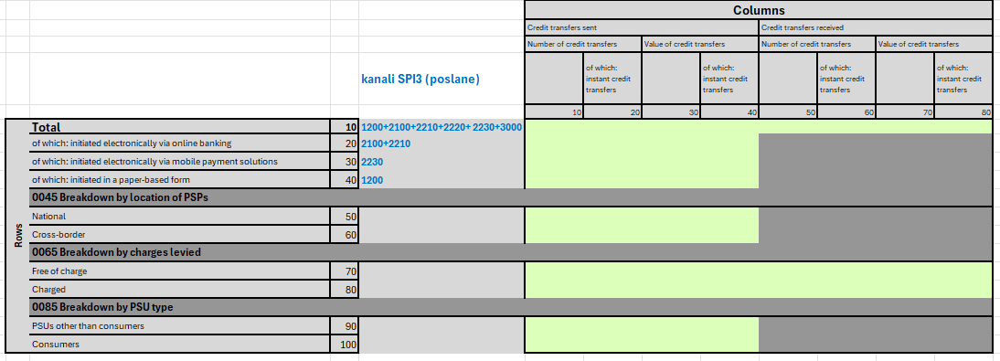 Columns
Credit transfers sent Credit transfers received
Number of credit transfers Value of credit transfers Number of credit transfers Value of credit transfers
kanali SPI3 (poslane)
of which: instant credit transfers
of which: instant credit transfers
of which: instant credit transfers
of which: instant credit transfers
10 20 30 40 50 60 70 80
Rows
Total 10 1200+2100+2210+2220+ 2230+3000
of which: initiated electronically via online banking 20 2100+2210
of which: initiated electronically via mobile payment solutions 30 2230
of which: initiated in a paper-based form 40 1200
0045 Breakdown by location of PSPs
National 50
Cross-border 60
0065 Breakdown by charges levied
Free of charge 70
Charged 80
0085 Breakdown by PSU type
PSUs other than consumers 90
Consumers 100